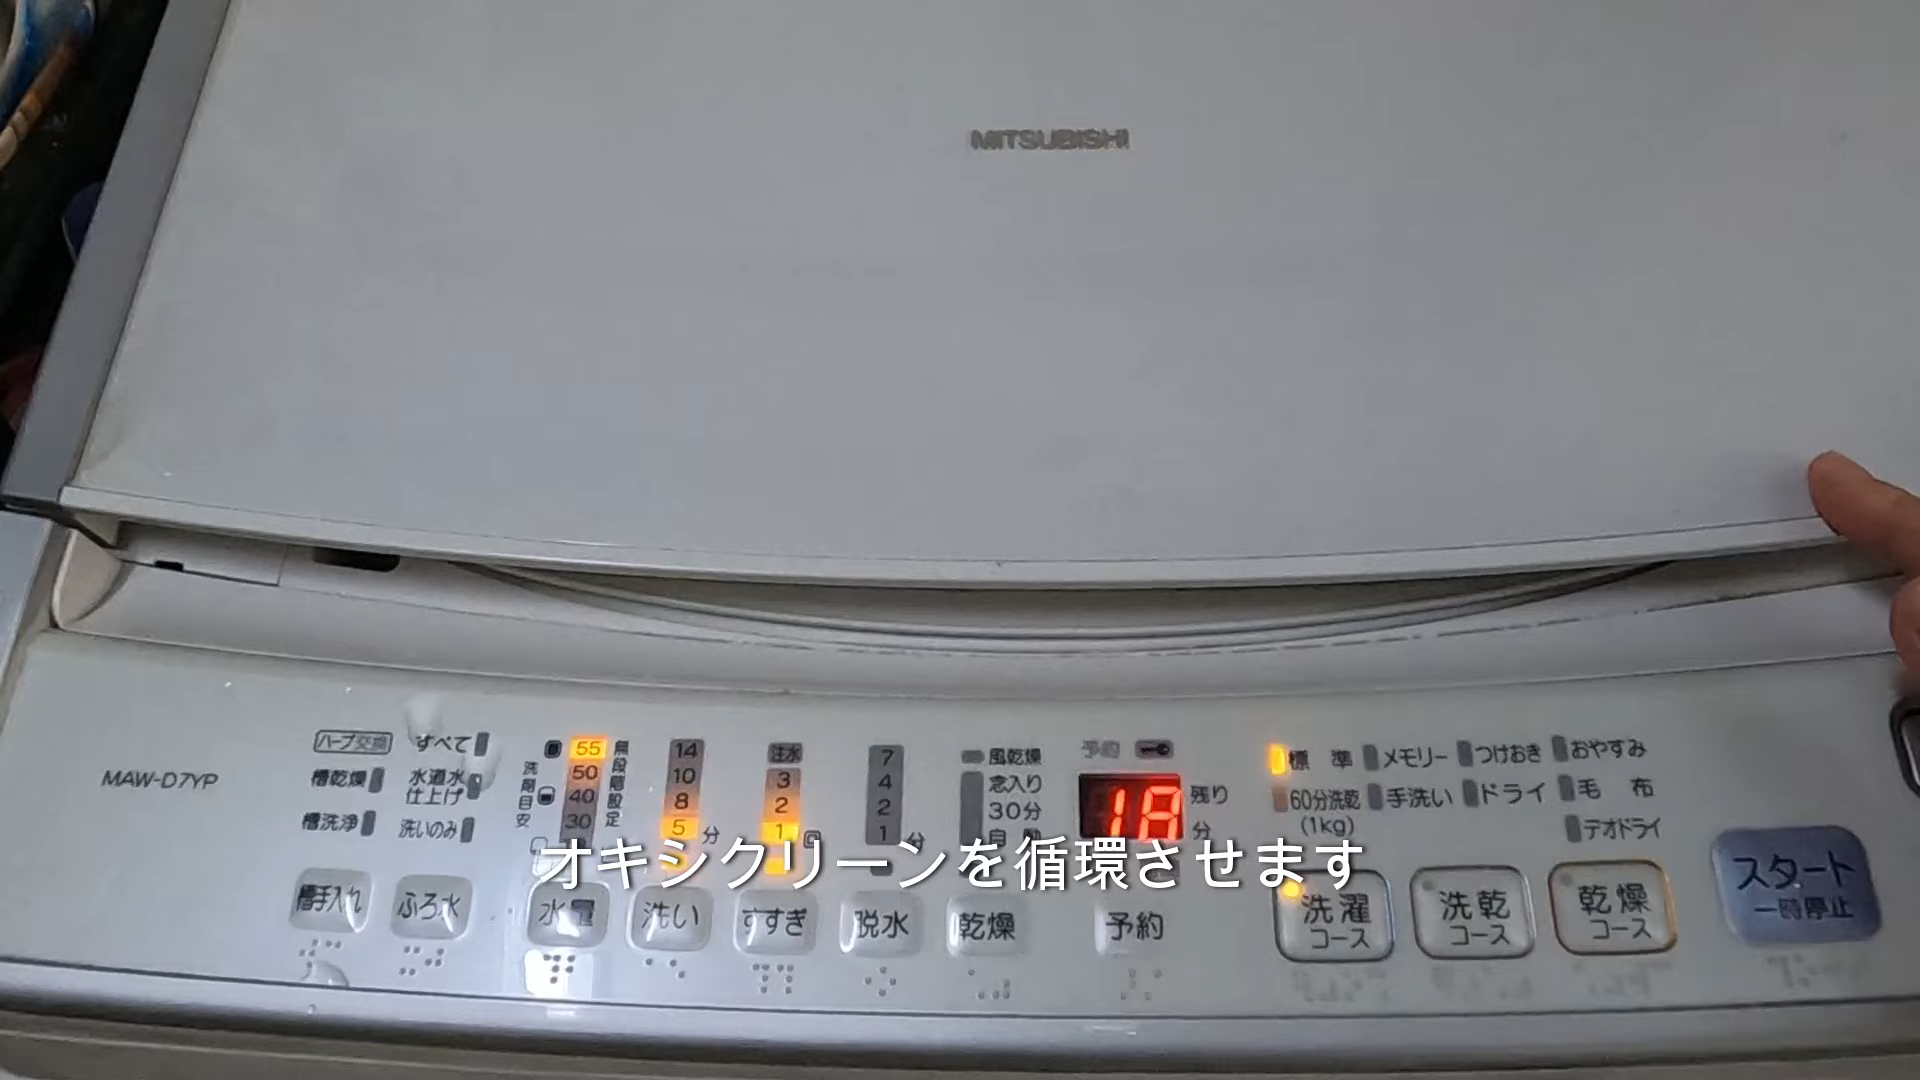 MITSUBISHI
MAW-D7YP
ハーブ交換 すべて
槽乾燥 水道水仕上げ
槽洗浄 洗いのみ
洗剤目安 無段階設定
55
50
40
30
14
10
8
5 分
注水
3
2
1
7
4
2
1 分
風乾燥
念入り
30分
自動
予約
18 残り 分
標準 メモリー つけおき おやすみ
60分洗乾 手洗い ドライ 毛布
(1kg) デオドライ
オキシクリーンを循環させます
槽手入れ ふろ水 水量 洗い すすぎ 脱水 乾燥 予約
洗濯コース 洗乾コース 乾燥コース
スタート
一時停止